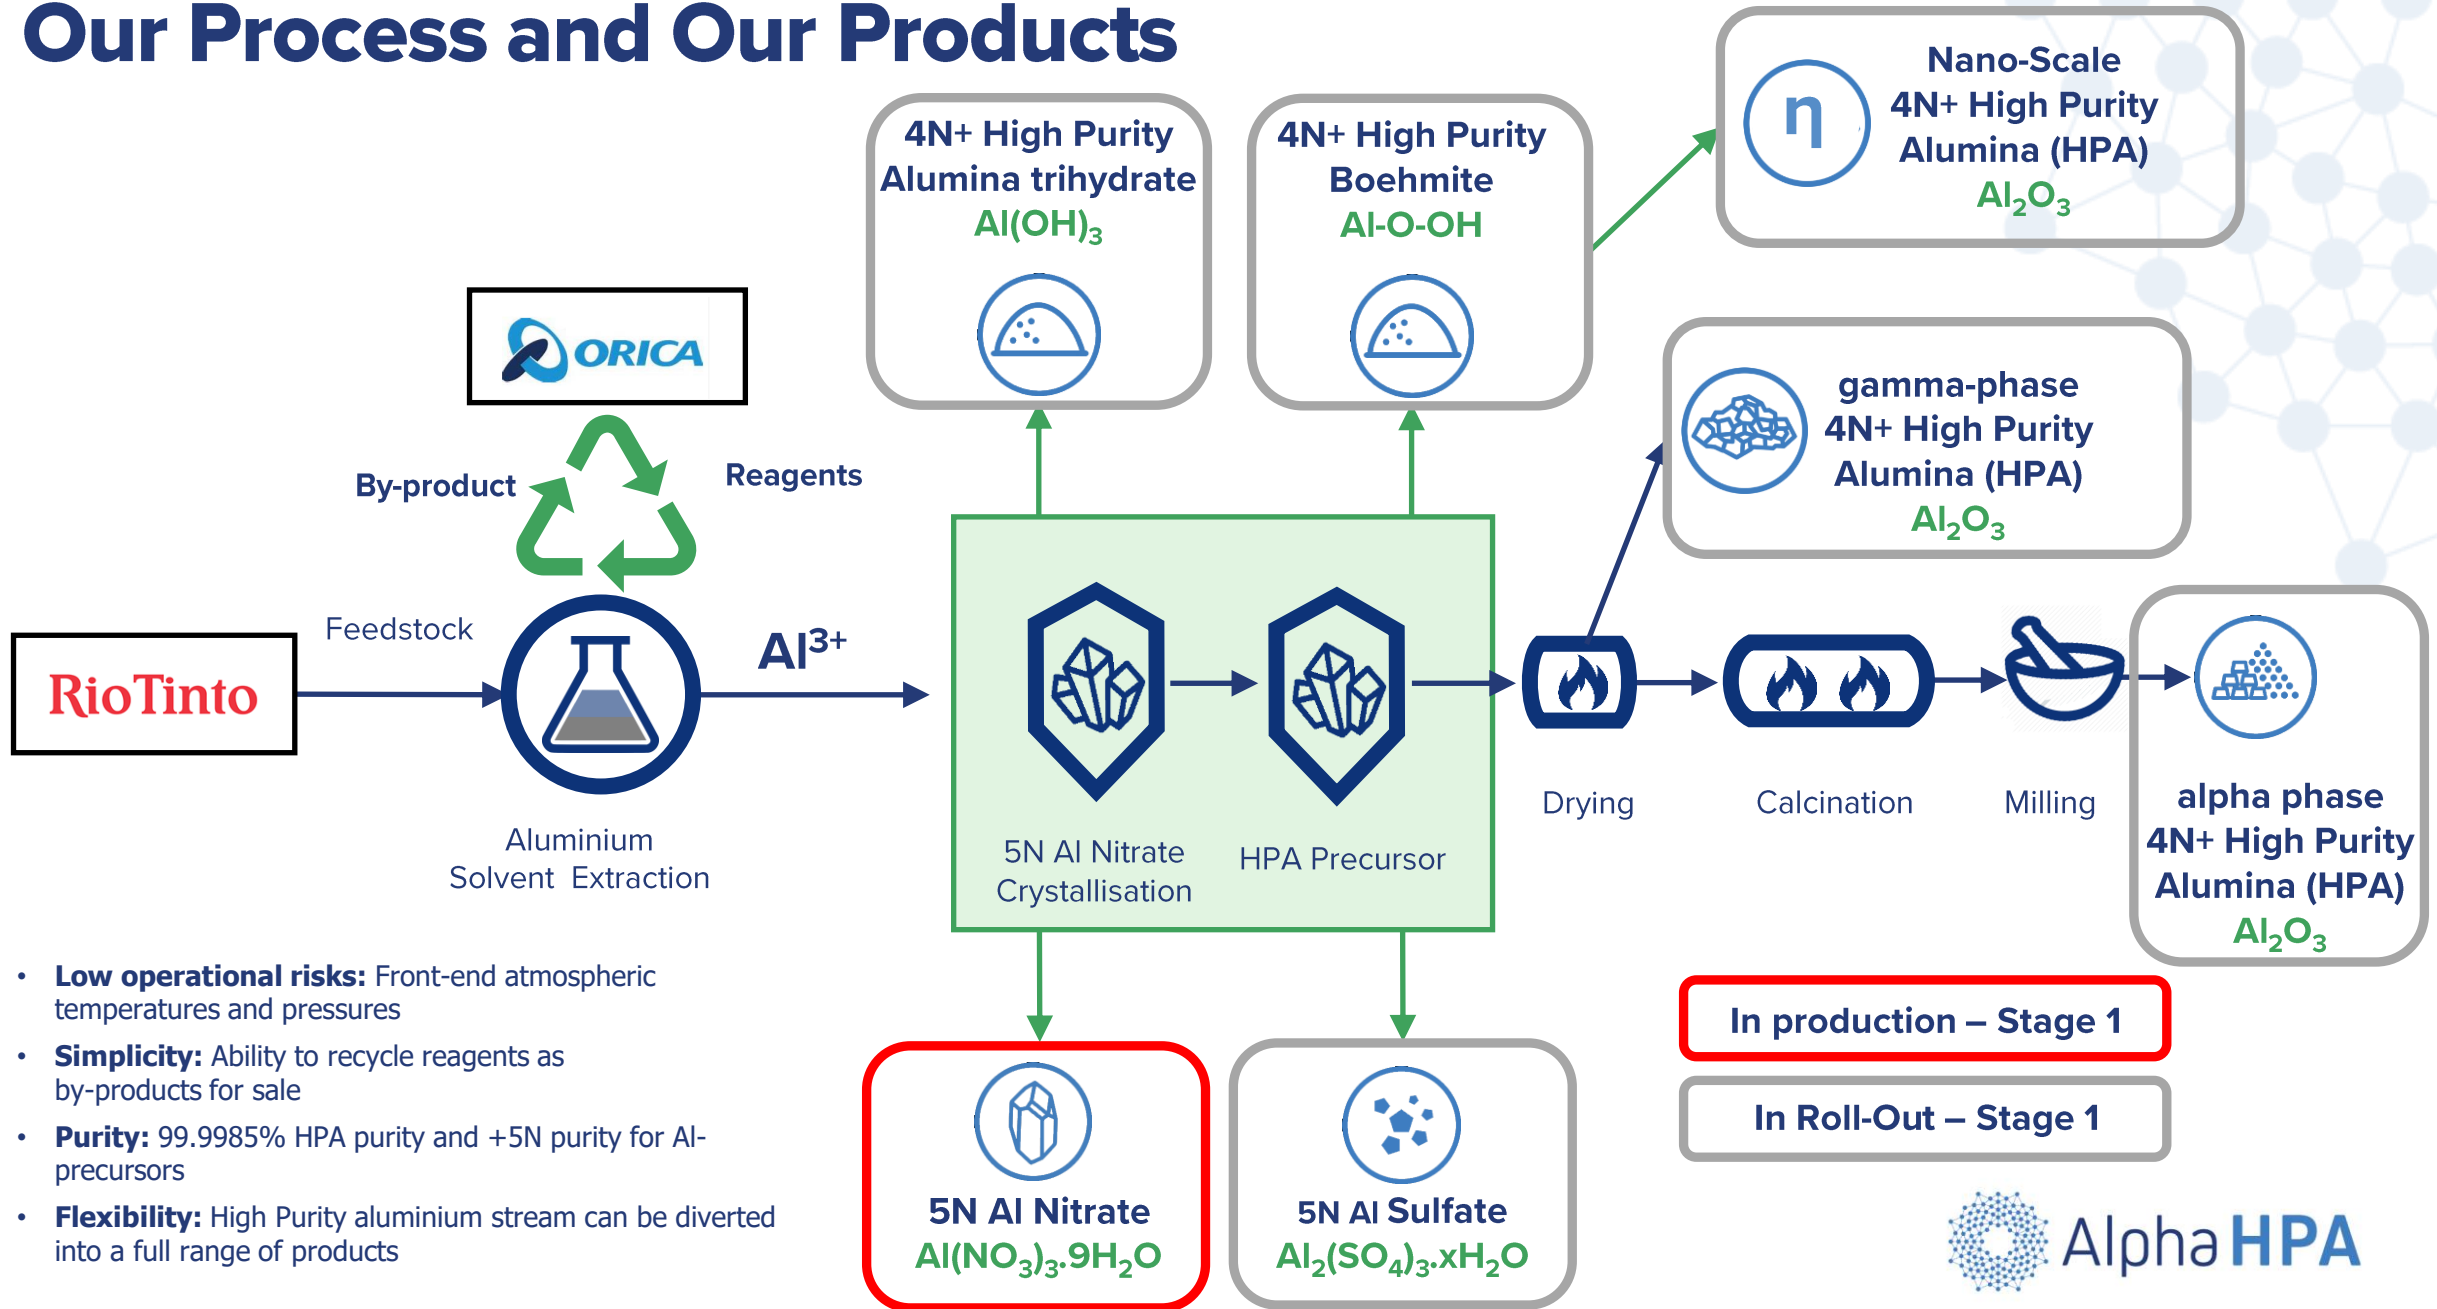 Our Process and Our Products
4N+ High Purity
Alumina trihydrate
Al(OH)₃
4N+ High Purity
Boehmite
Al-O-OH
η
Nano-Scale
4N+ High Purity
Alumina (HPA)
Al₂O₃
ORICA
By-product
Reagents
gamma-phase
4N+ High Purity
Alumina (HPA)
Al₂O₃
RioTinto
Feedstock
Al³⁺
Aluminium
Solvent Extraction
5N Al Nitrate
Crystallisation
HPA Precursor
Drying
Calcination
Milling
alpha phase
4N+ High Purity
Alumina (HPA)
Al₂O₃
• Low operational risks: Front-end atmospheric
temperatures and pressures
• Simplicity: Ability to recycle reagents as
by-products for sale
• Purity: 99.9985% HPA purity and +5N purity for Al-
precursors
• Flexibility: High Purity aluminium stream can be diverted
into a full range of products
5N Al Nitrate
Al(NO₃)₃.9H₂O
5N Al Sulfate
Al₂(SO₄)₃.xH₂O
In production – Stage 1
In Roll-Out – Stage 1
Alpha HPA